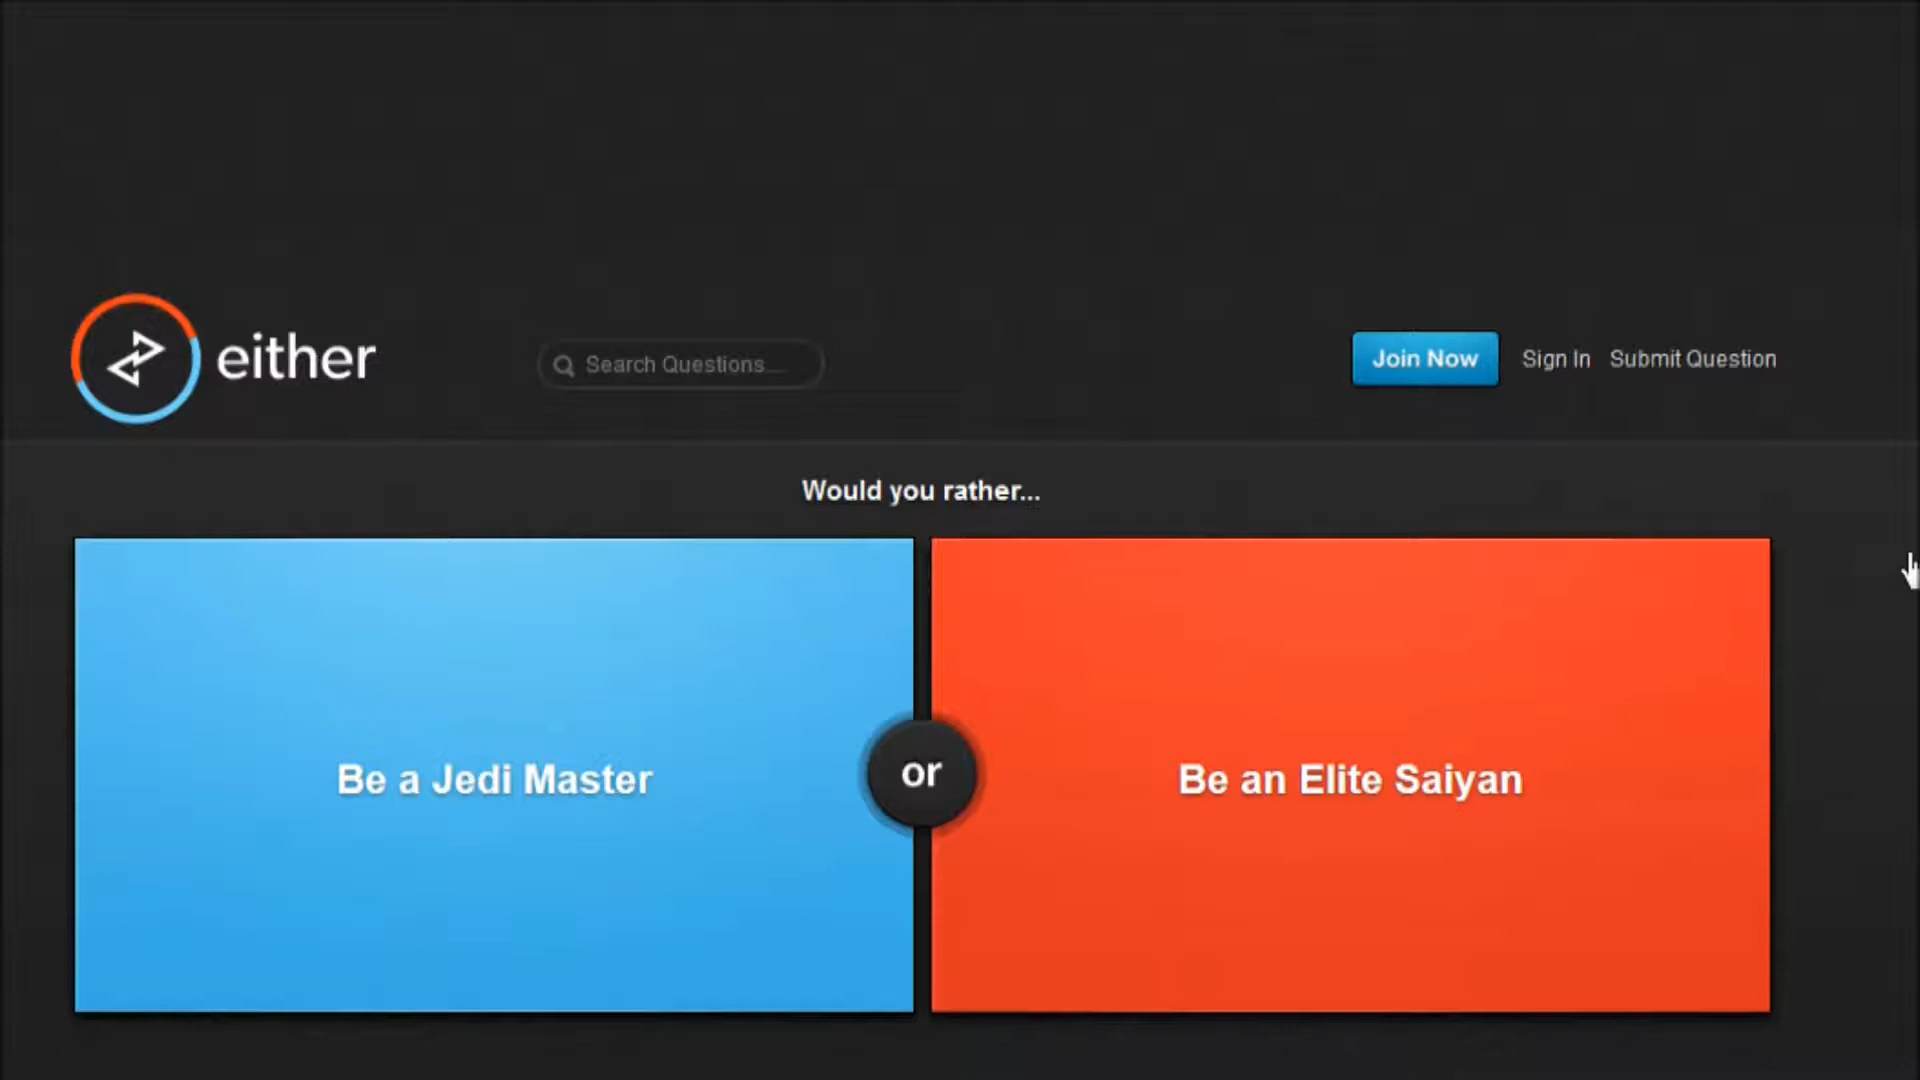 either
Search Questions...
Join Now
Sign In
Submit Question
Would you rather...
Be a Jedi Master
or
Be an Elite Saiyan